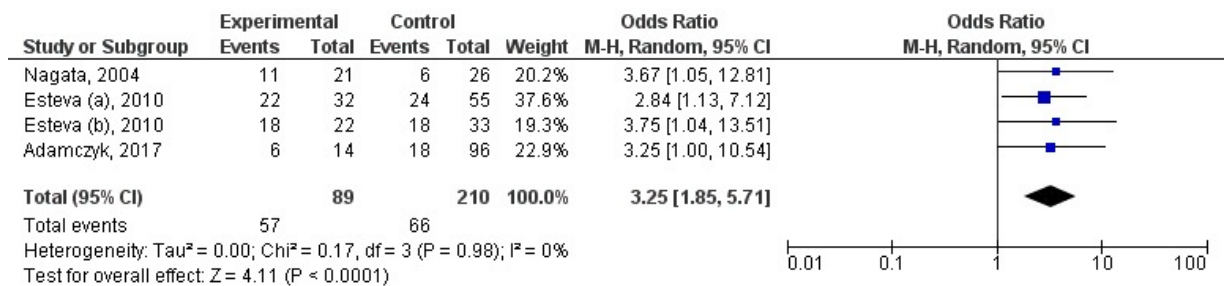 Experimental Control Odds Ratio Odds Ratio
Study or Subgroup Events Total Events Total Weight M-H, Random, 95% CI M-H, Random, 95% CI
Nagata, 2004 11 21 6 26 20.2% 3.67 [1.05, 12.81]
Esteva (a), 2010 22 32 24 55 37.6% 2.84 [1.13, 7.12]
Esteva (b), 2010 18 22 18 33 19.3% 3.75 [1.04, 13.51]
Adamczyk, 2017 6 14 18 96 22.9% 3.25 [1.00, 10.54]
Total (95% CI) 89 210 100.0% 3.25 [1.85, 5.71]
Total events 57 66
Heterogeneity: Tau² = 0.00; Chi² = 0.17, df = 3 (P = 0.98); I² = 0%
Test for overall effect: Z = 4.11 (P < 0.0001)
0.01 0.1 1 10 100